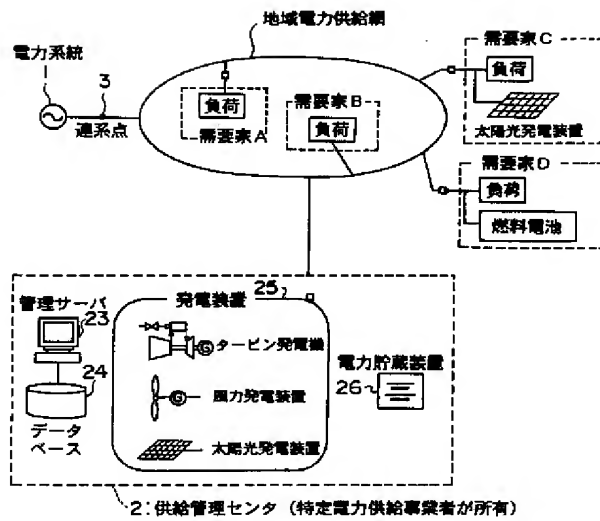 地域電力供給網
電力系統
3
連系点
負荷
需要家A
需要家B
負荷
需要家C
負荷
太陽光発電装置
需要家D
負荷
燃料電池
管理サーバ
23
24
データ
ベース
発電装置
25
G
タービン発電機
G
風力発電装置
太陽光発電装置
電力貯蔵装置
26
2:供給管理センタ(特定電力供給事業者が所有)